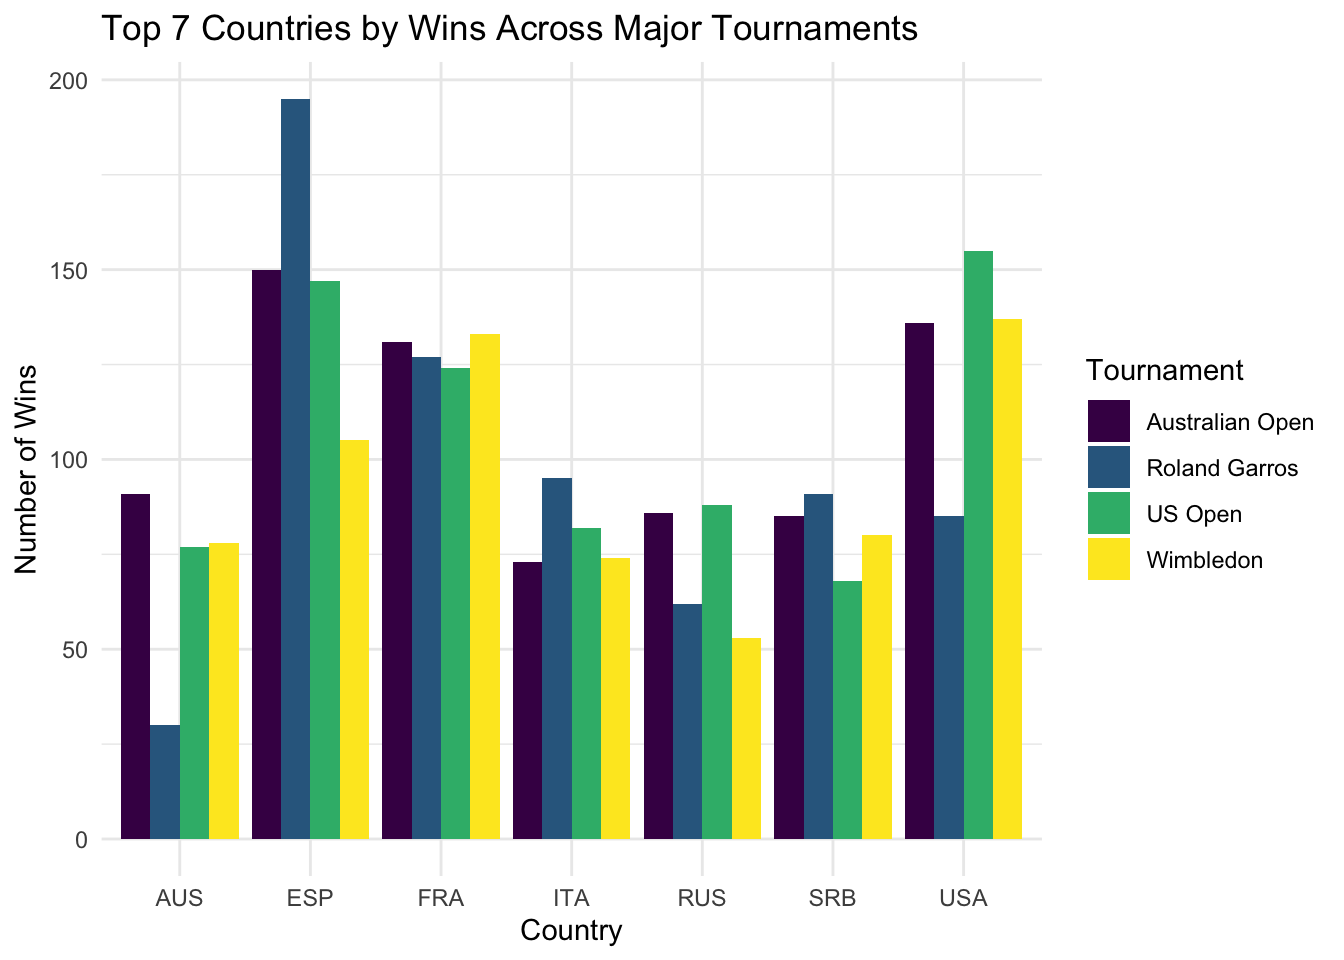 Top 7 Countries by Wins Across Major Tournaments
200
150
100
50
0
Number of Wins
AUS ESP FRA ITA RUS SRB USA
Country
Tournament
Australian Open
Roland Garros
US Open
Wimbledon